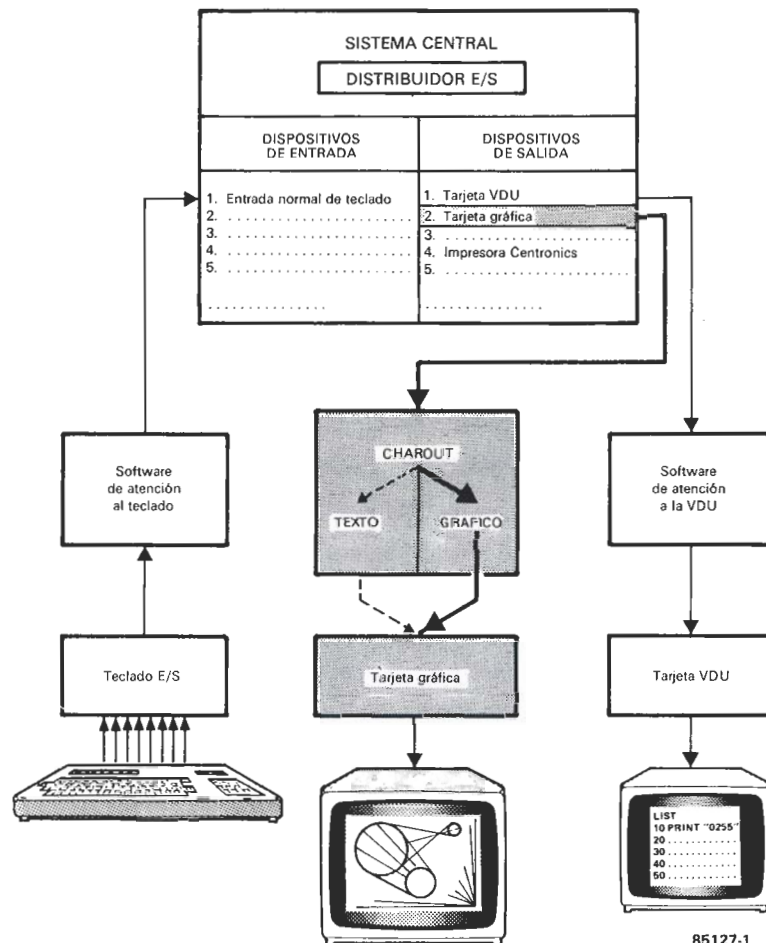 SISTEMA CENTRAL
DISTRIBUIDOR E/S
DISPOSITIVOS
DE ENTRADA
DISPOSITIVOS
DE SALIDA
1. Entrada normal de teclado
2. . . . . . . . . . . . . . . . . . . . . .
3. . . . . . . . . . . . . . . . . . . . . .
4. . . . . . . . . . . . . . . . . . . . . .
5. . . . . . . . . . . . . . . . . . . . . .
. . . . . . . . . . . . . .
1. Tarjeta VDU
2. Tarjeta gráfica
3. . . . . . . . . . . . . . . . . . . . . .
4. Impresora Centronics
5. . . . . . . . . . . . . . . . . . . . . .
. . . . . . . . . . . . . .
Software
de atención
al teclado
CHAROUT
TEXTO
GRAFICO
Software
de atención
a la VDU
Teclado E/S
Tarjeta gráfica
Tarjeta VDU
LIST
10 PRINT "0255"
20 . . . . . . . . . .
30 . . . . . . . . . .
40 . . . . . . . . . .
50 . . . . . . . . . .
85127-1